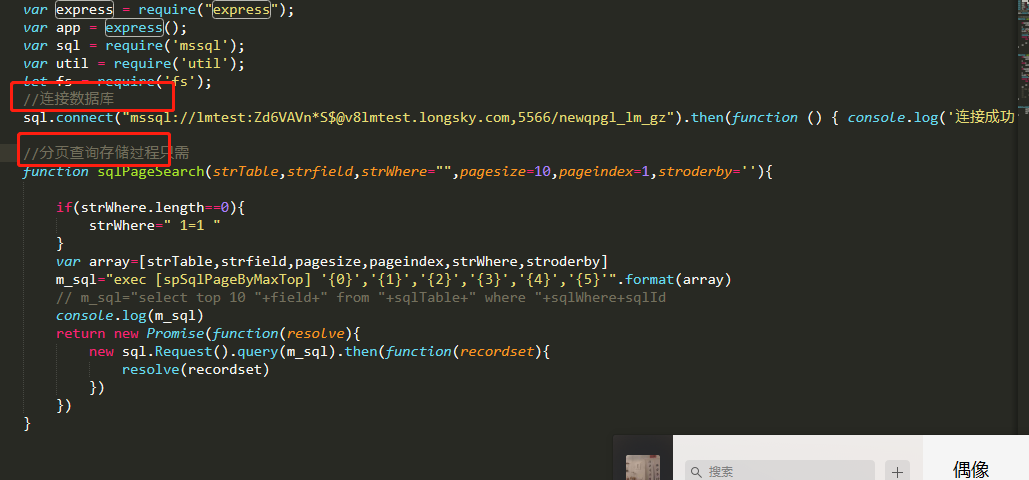 var express = require("express");
var app = express();
var sql = require('mssql');
var util = require('util');
let fs = require('fs');
//连接数据库
sql.connect("mssql://lmtest:Zd6VAVn*S$@v8lmtest.longsky.com,5566/newqpgl_lm_gz").then(function () { console.log('连接成功
//分页查询存储过程只需
function sqlPageSearch(strTable,strfield,strWhere="",pagesize=10,pageindex=1,stroderby=''){
if(strWhere.length==0){
strWhere=" 1=1 "
}
var array=[strTable,strfield,pagesize,pageindex,strWhere,stroderby]
m_sql="exec [spSqlPageByMaxTop] '{0}','{1}','{2}','{3}','{4}','{5}'".format(array)
// m_sql="select top 10 "+field+" from "+sqlTable+" where "+sqlWhere+sqlId
console.log(m_sql)
return new Promise(function(resolve){
new sql.Request().query(m_sql).then(function(recordset){
resolve(recordset)
})
})
}
搜索
偶像